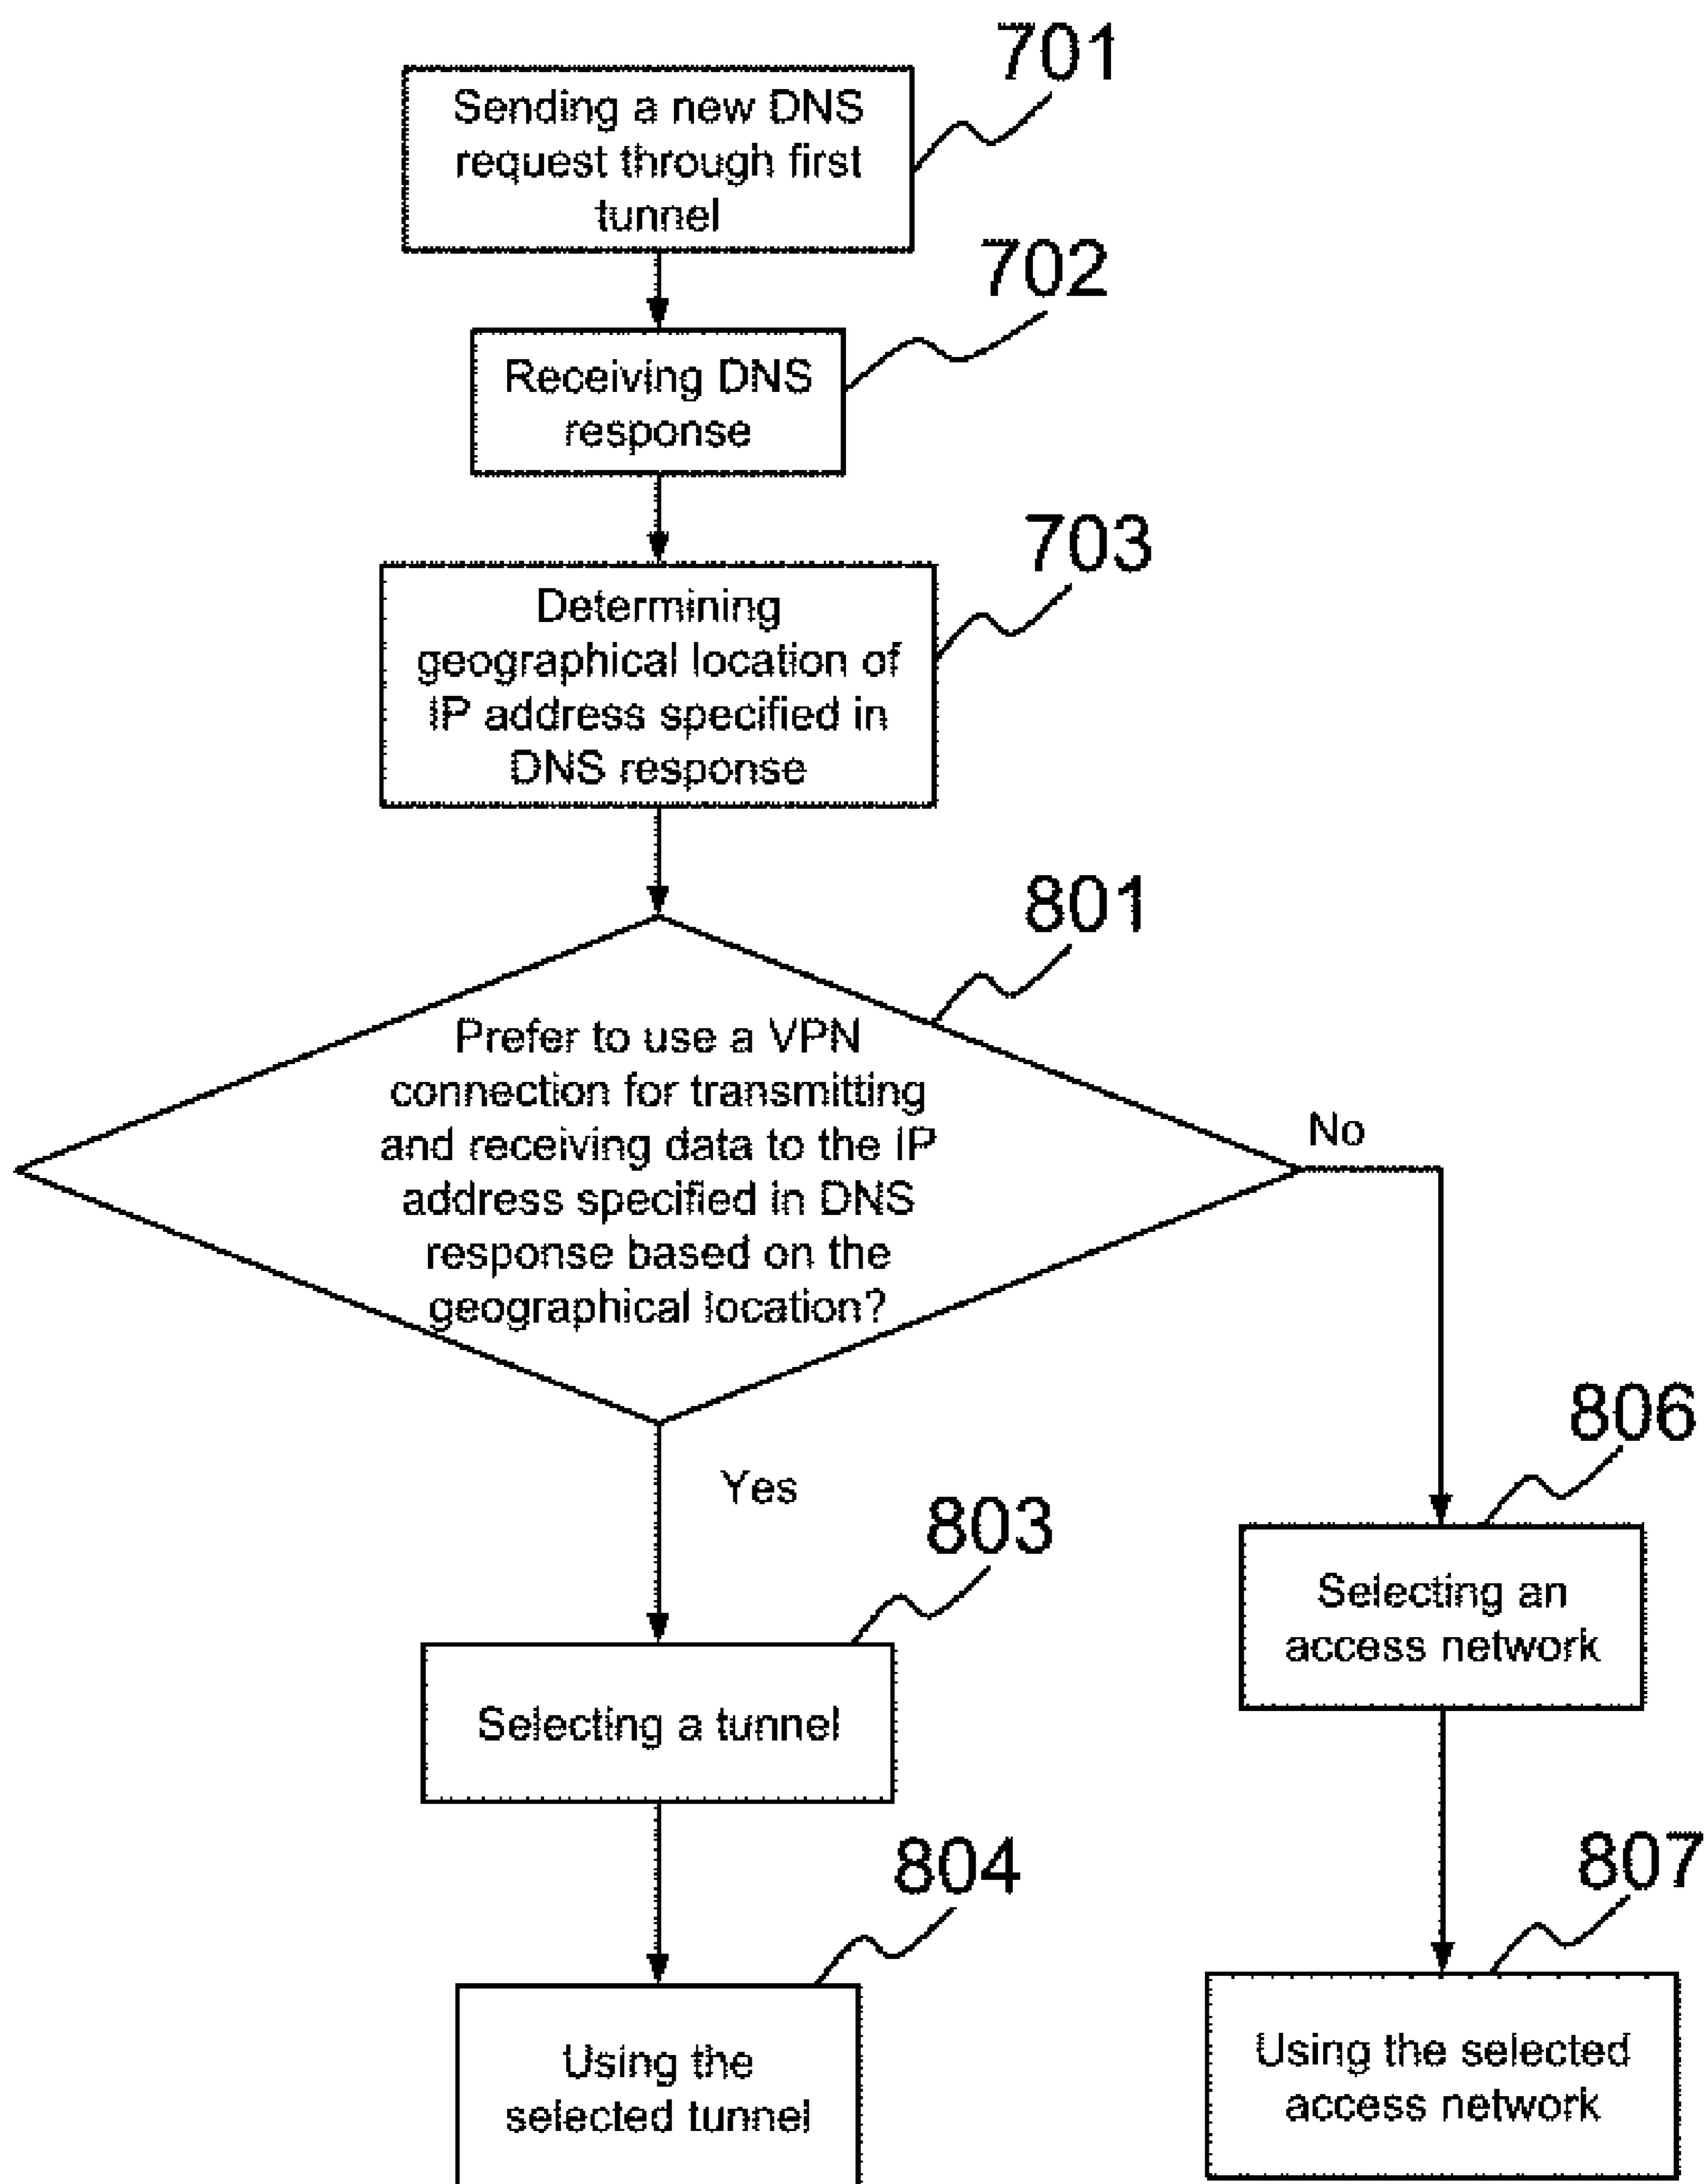 701
Sending a new DNS
request through first
tunnel
702
Receiving DNS
response
703
Determining
geographical location of
IP address specified in
DNS response
801
Prefer to use a VPN
connection for transmitting
and receiving data to the IP
address specified in DNS
response based on the
geographical location?
No
Yes
806
Selecting an
access network
803
Selecting a tunnel
804
Using the
selected tunnel
807
Using the selected
access network